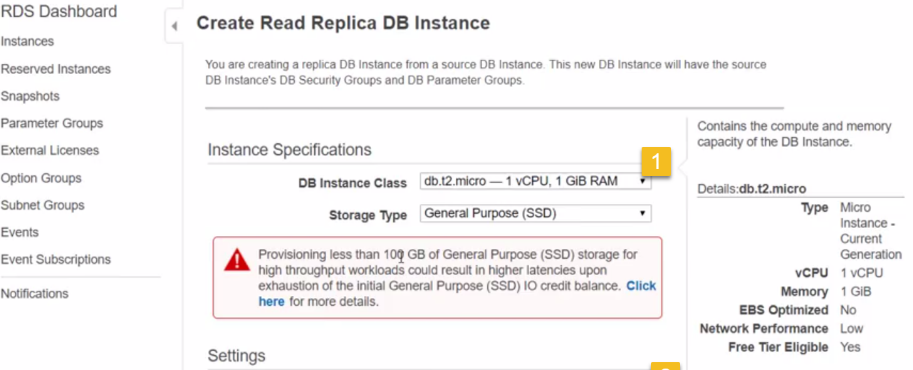 RDS Dashboard
Instances
Reserved Instances
Snapshots
Parameter Groups
External Licenses
Option Groups
Subnet Groups
Events
Event Subscriptions
Notifications
Create Read Replica DB Instance
You are creating a replica DB Instance from a source DB Instance. This new DB Instance will have the source
DB Instance's DB Security Groups and DB Parameter Groups.
Instance Specifications
1
DB Instance Class db.t2.micro — 1 vCPU, 1 GiB RAM
Storage Type General Purpose (SSD)
Provisioning less than 100 GB of General Purpose (SSD) storage for
high throughput workloads could result in higher latencies upon
exhaustion of the initial General Purpose (SSD) IO credit balance. Click
here for more details.
Settings
Contains the compute and memory
capacity of the DB Instance.
Details:db.t2.micro
Type Micro
Instance -
Current
Generation
vCPU 1 vCPU
Memory 1 GiB
EBS Optimized No
Network Performance Low
Free Tier Eligible Yes